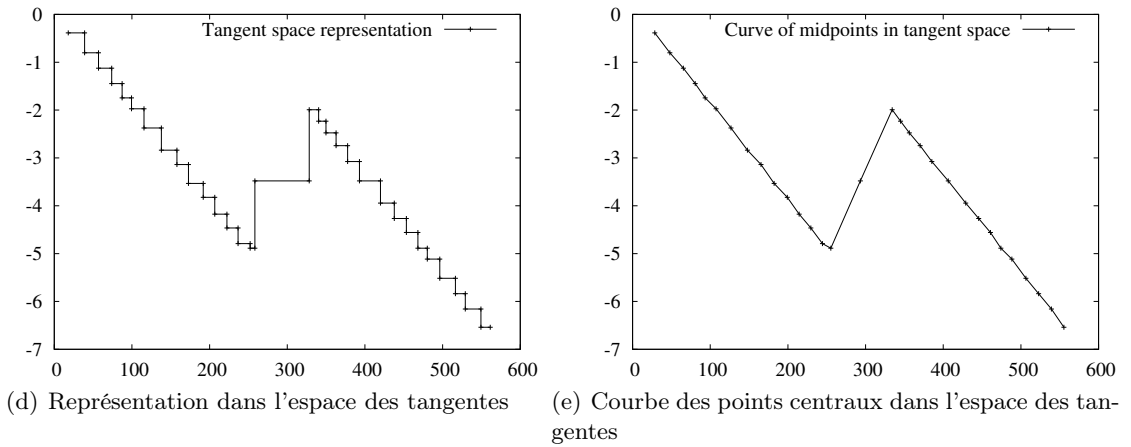 0
-1
-2
-3
-4
-5
-6
-7
0 100 200 300 400 500 600
Tangent space representation
(d) Représentation dans l'espace des tangentes
0
-1
-2
-3
-4
-5
-6
-7
0 100 200 300 400 500 600
Curve of midpoints in tangent space
(e) Courbe des points centraux dans l'espace des tan-
gentes